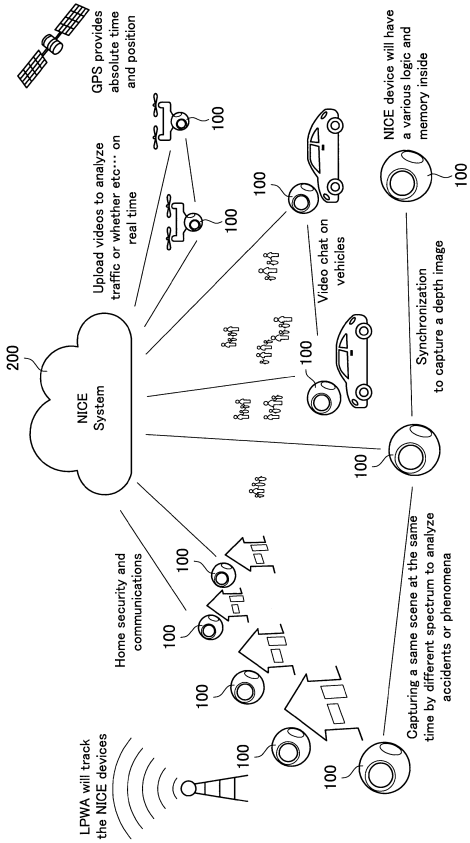 LPWA will track
the NICE devices
Home security and
communications
200
NICE
System
Upload videos to analyze
traffic or whether etc··· on
real time
GPS provides
absolute time
and position
100
100
100
100
100
100
100
100
Video chat on
vehicles
100
100
100
100
Capturing a same scene at the same
time by different spectrum to analyze
accidents or phenomena
Synchronization
to capture a depth image
NICE device will have
a various logic and
memory inside